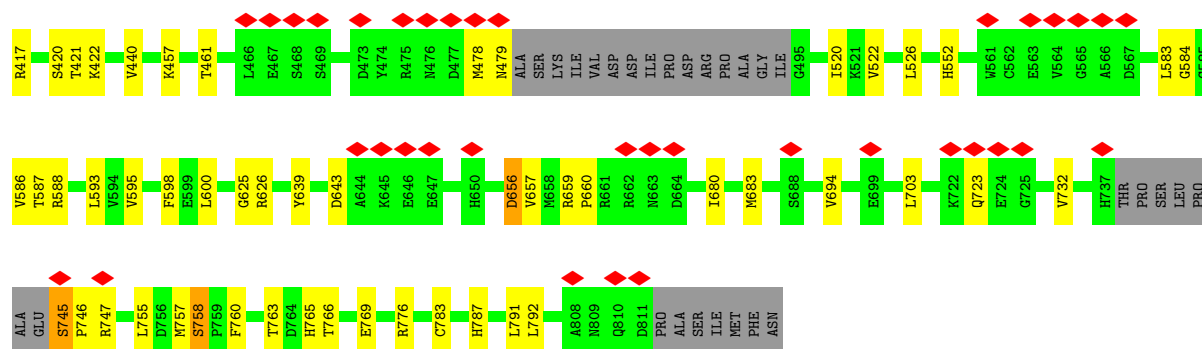 R417 S420 T421 K422 V440 K457 T461 L466 E467 S468 S469 D473 Y474 R475 N476 D477 M478 N479 ALA SER LYS ILE VAL ASP ASP ILE PRO ASP ARG PRO ALA GLY ILE G495 I520 K521 V522 L526 H552 W561 C562 E563 V564 G565 A566 D567 L583 G584
V586 T587 R588 L593 V594 V595 F598 E599 L600 G625 R626 Y639 D643 A644 K645 E646 E647 H650 D656 V657 M658 R659 P660 R661 R662 N663 D664 I680 M683 S688 V694 E699 L703 K722 Q723 E724 G725 V732 H737 THR PRO SER LEU PRO
ALA GLU S745 P746 R747 L755 D756 M757 S758 P759 F760 T763 D764 H765 T766 E769 R776 C783 H787 L791 L792 A808 N809 Q810 D811 PRO ALA SER ILE MET PHE ASN